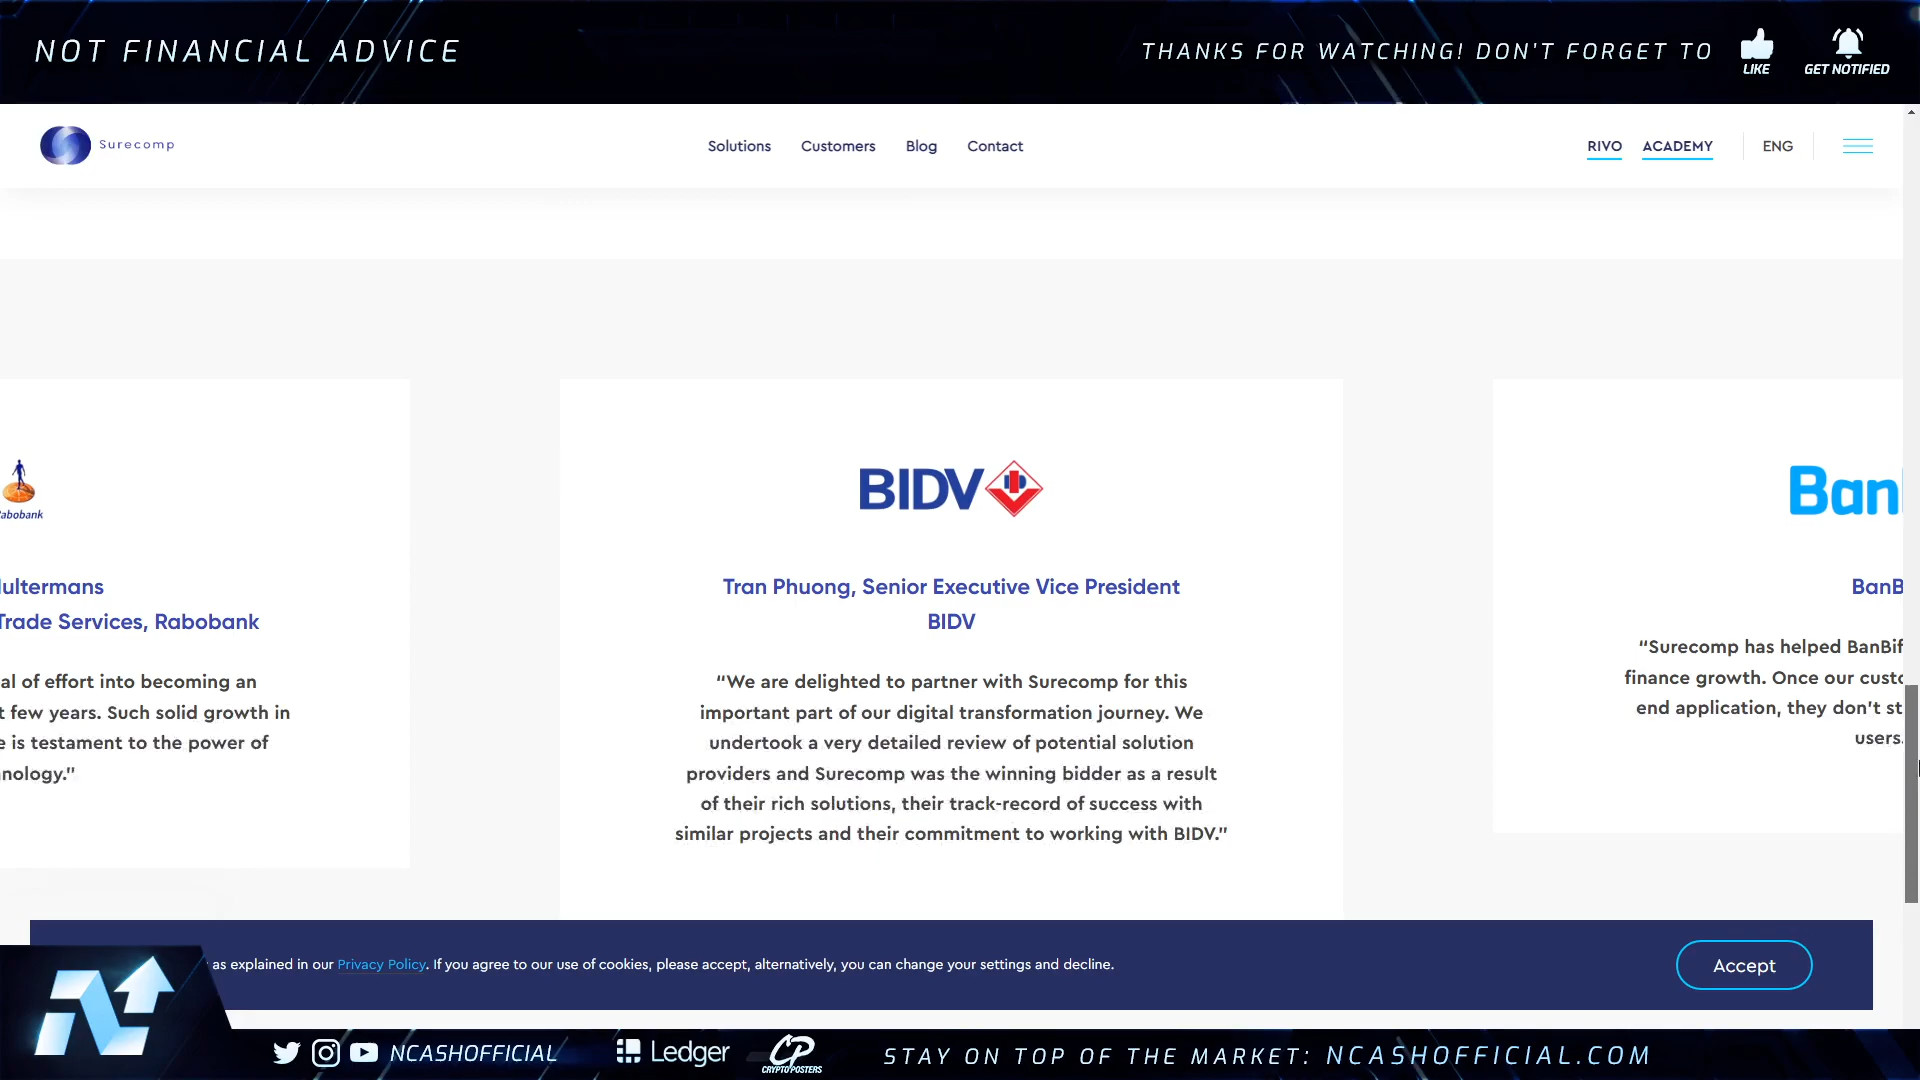 NOT FINANCIAL ADVICE
THANKS FOR WATCHING! DON'T FORGET TO
LIKE
GET NOTIFIED
Surecomp
Solutions
Customers
Blog
Contact
RIVO
ACADEMY
ENG
Rabobank
ultermans
Trade Services, Rabobank
al of effort into becoming an
t few years. Such solid growth in
e is testament to the power of
nology.”
BIDV
Tran Phuong, Senior Executive Vice President
BIDV
“We are delighted to partner with Surecomp for this
important part of our digital transformation journey. We
undertook a very detailed review of potential solution
providers and Surecomp was the winning bidder as a result
of their rich solutions, their track-record of success with
similar projects and their commitment to working with BIDV.”
Ban
BanB
“Surecomp has helped BanBif
finance growth. Once our custo
end application, they don’t st
users.
as explained in our Privacy Policy. If you agree to our use of cookies, please accept, alternatively, you can change your settings and decline.
Accept
NCASHOFFICIAL
Ledger
CP
CRYPTO POSTERS
STAY ON TOP OF THE MARKET: NCASHOFFICIAL.COM